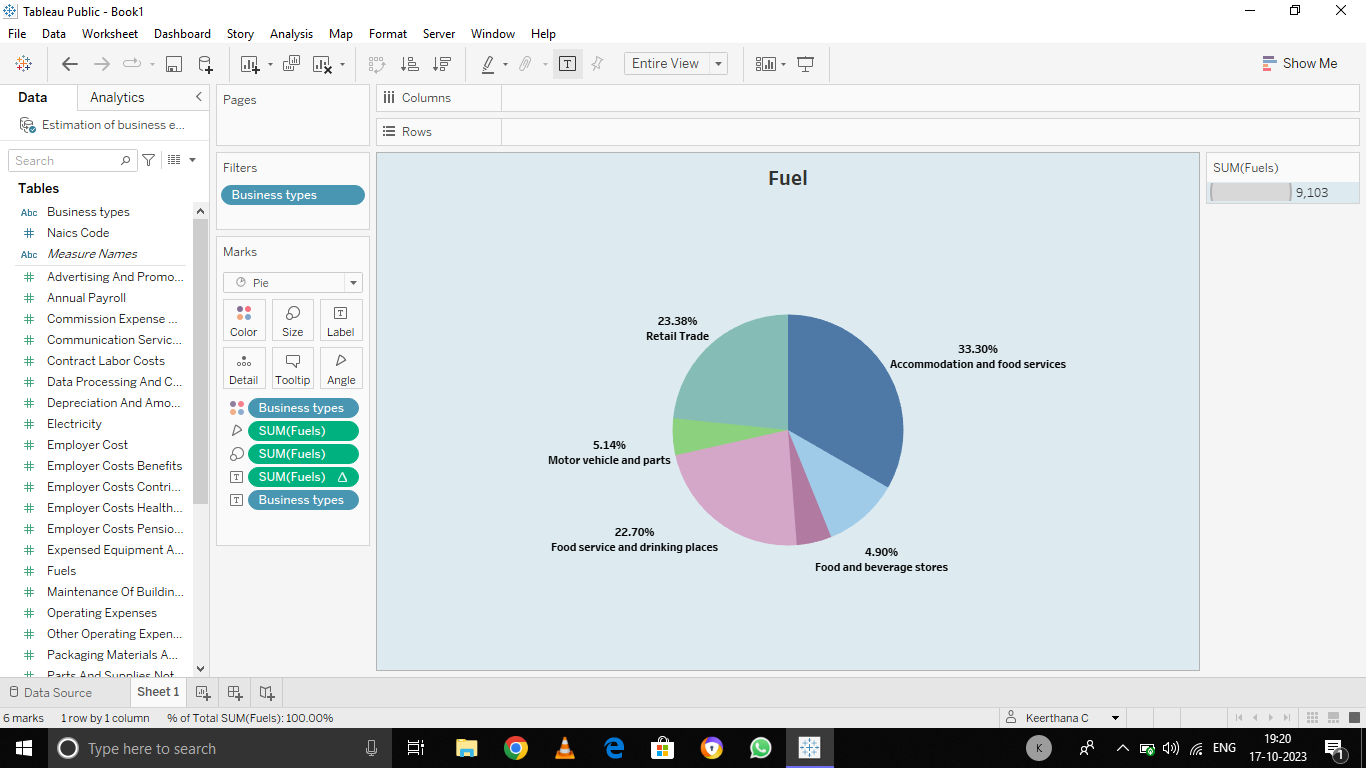 Tableau Public - Book1
File Data Worksheet Dashboard Story Analysis Map Format Server Window Help
Entire View
Show Me
Data Analytics
Estimation of business e...
Search
Tables
Abc Business types
# Naics Code
Abc Measure Names
# Advertising And Promo...
# Annual Payroll
# Commission Expense ...
# Communication Servic...
# Contract Labor Costs
# Data Processing And C...
# Depreciation And Amo...
# Electricity
# Employer Cost
# Employer Costs Benefits
# Employer Costs Contri...
# Employer Costs Health...
# Employer Costs Pensio...
# Expensed Equipment A...
# Fuels
# Maintenance Of Buildin...
# Operating Expenses
# Other Operating Expen...
# Packaging Materials A...
# Parts And Supplies Not
Pages
Filters
Business types
Marks
Pie
Color Size Label
Detail Tooltip Angle
Business types
SUM(Fuels)
SUM(Fuels)
SUM(Fuels) △
Business types
Columns
Rows
Fuel
23.38%
Retail Trade
33.30%
Accommodation and food services
5.14%
Motor vehicle and parts
22.70%
Food service and drinking places
4.90%
Food and beverage stores
SUM(Fuels)
9,103
Data Source Sheet 1
6 marks 1 row by 1 column % of Total SUM(Fuels): 100.00%
Keerthana C
Type here to search
K
ENG
19:20
17-10-2023
1